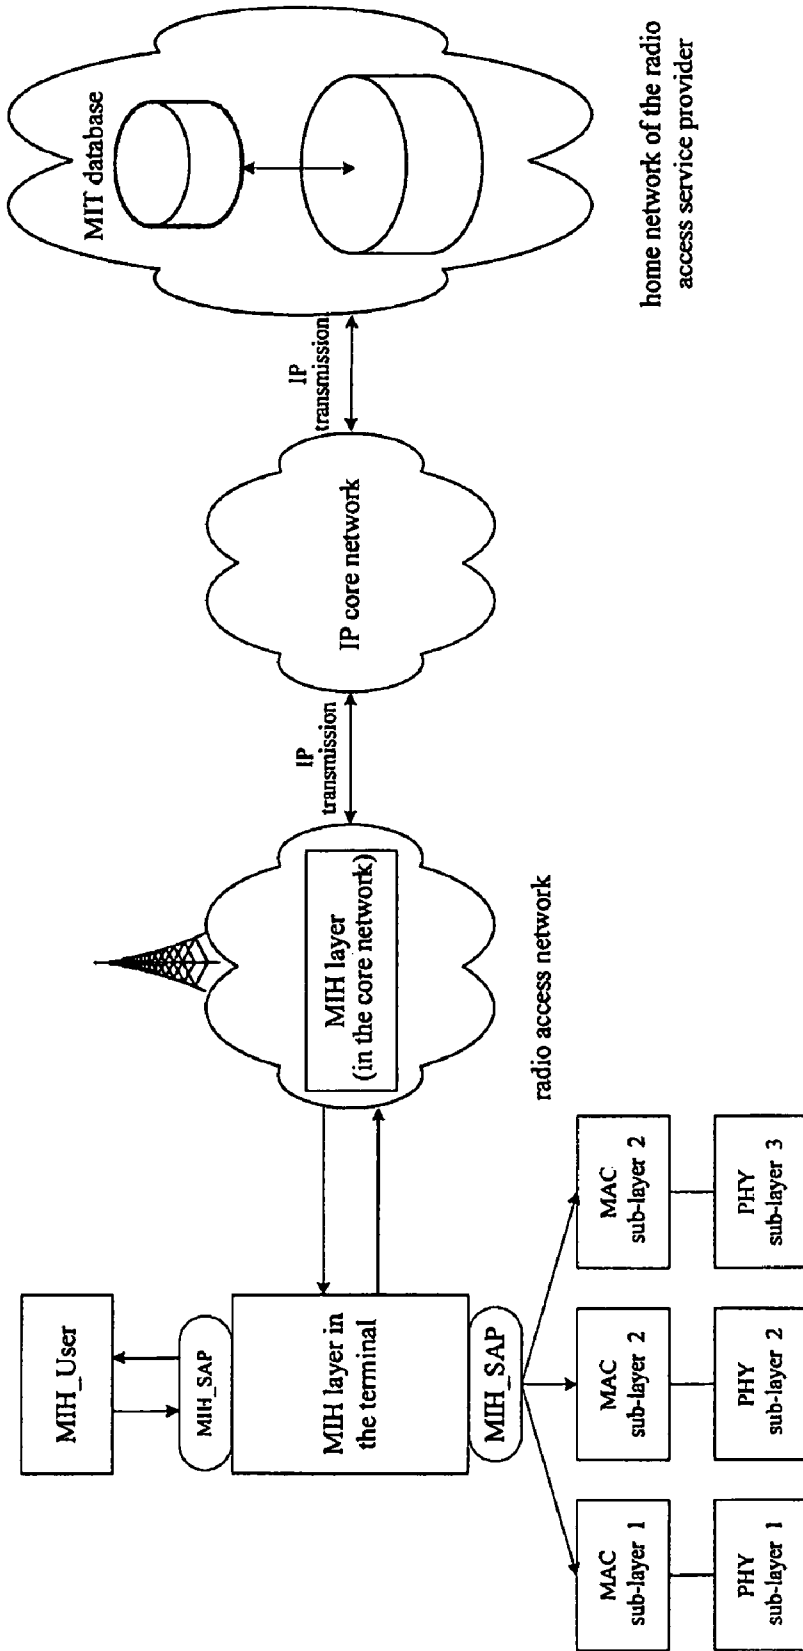 MIH_User
MIH_SAP
MIH layer in
the terminal
MIH_SAP
MAC
sub-layer 1
MAC
sub-layer 2
MAC
sub-layer 2
PHY
sub-layer 1
PHY
sub-layer 2
PHY
sub-layer 3
MIH layer
(in the core network)
radio access network
IP
transmission
IP core network
IP
transmission
MIT database
home network of the radio
access service provider